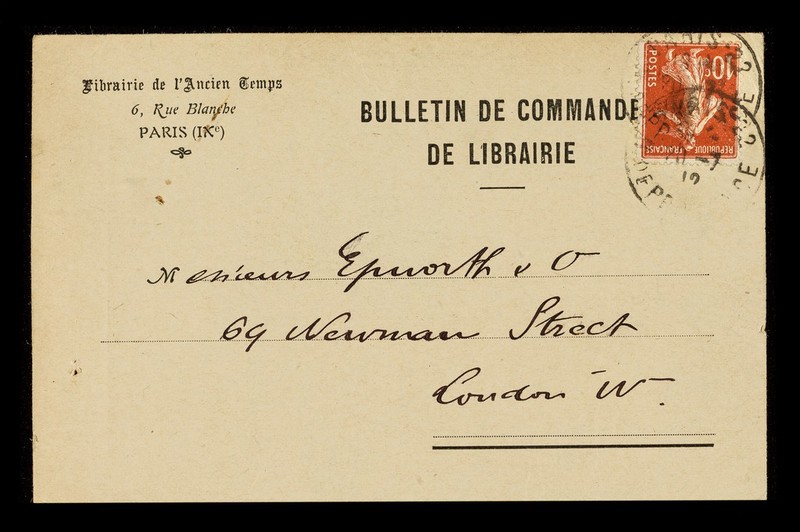 Librairie de l'Ancien Temps
6, Rue Blanche
PARIS (IXe)
BULLETIN DE COMMANDE
DE LIBRAIRIE
10c
POSTES
REPUBLIQUE FRANÇAISE
PARIS
Messieurs Epworth & Co
69 Newman Street
London W.